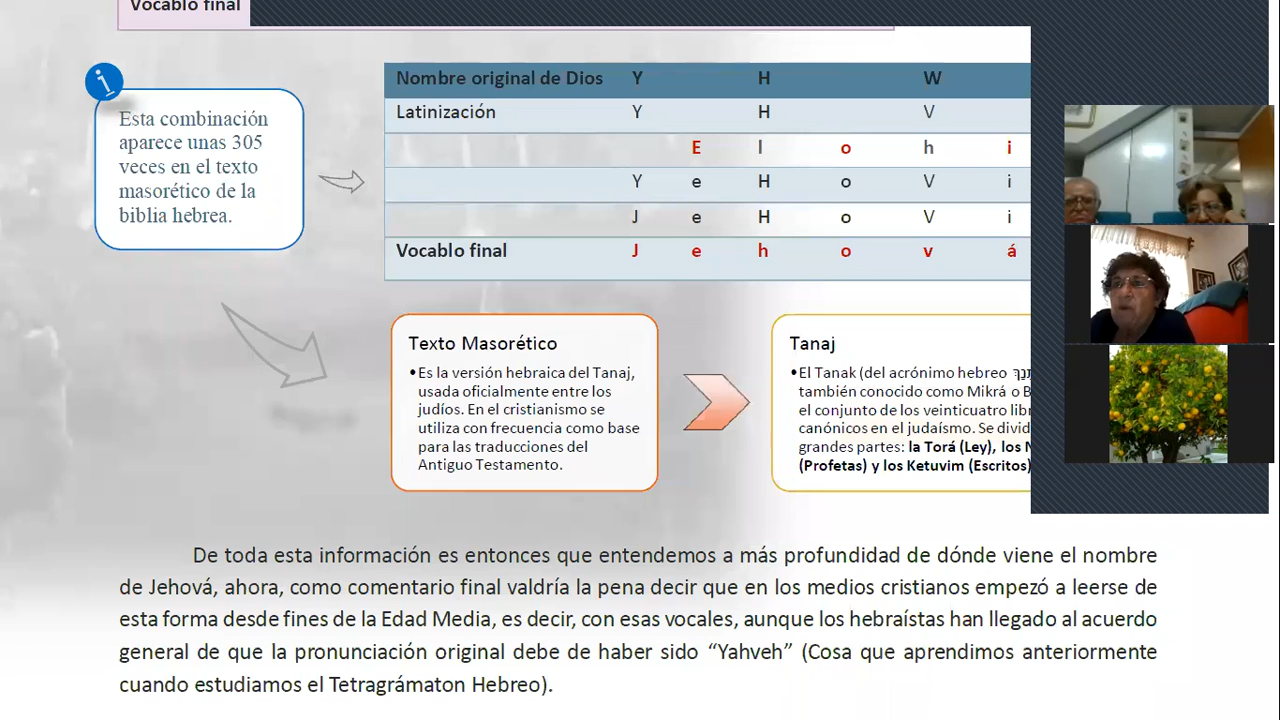 Vocablo final
Esta combinación
aparece unas 305
veces en el texto
masorético de la
biblia hebrea.
Nombre original de Dios Y H W
Latinización Y H V
E l o h i
Y e H o V i
J e H o V i
Vocablo final J e h o v á
Texto Masorético
•Es la versión hebraica del Tanaj,
usada oficialmente entre los
judíos. En el cristianismo se
utiliza con frecuencia como base
para las traducciones del
Antiguo Testamento.
Tanaj
•El Tanak (del acrónimo hebreo
también conocido como Mikrá o B
el conjunto de los veinticuatro libr
canónicos en el judaísmo. Se divid
grandes partes: la Torá (Ley), los N
(Profetas) y los Ketuvim (Escritos)
De toda esta información es entonces que entendemos a más profundidad de dónde viene el nombre
de Jehová, ahora, como comentario final valdría la pena decir que en los medios cristianos empezó a leerse de
esta forma desde fines de la Edad Media, es decir, con esas vocales, aunque los hebraístas han llegado al acuerdo
general de que la pronunciación original debe de haber sido “Yahveh” (Cosa que aprendimos anteriormente
cuando estudiamos el Tetragrámaton Hebreo).